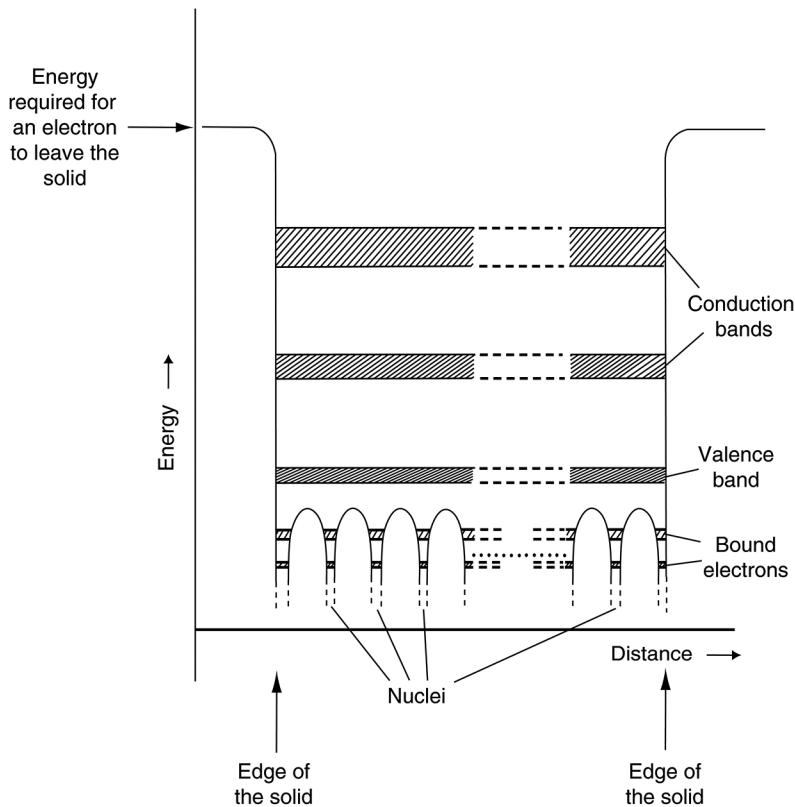 Energy
required for
an electron
to leave the
solid
Conduction
bands
Energy
Valence
band
Bound
electrons
Distance
Nuclei
Edge of
the solid
Edge of
the solid